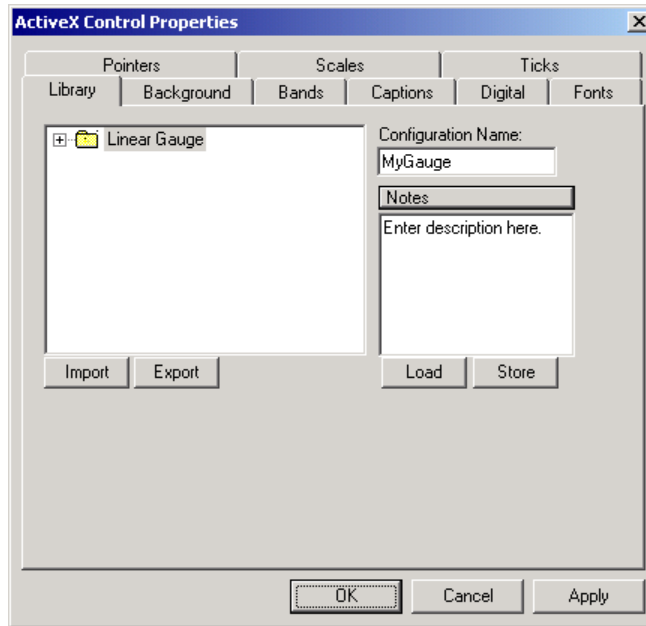 ActiveX Control Properties
Pointers Scales Ticks
Library Background Bands Captions Digital Fonts
Linear Gauge
Configuration Name:
MyGauge
Notes
Enter description here.
Import Export Load Store
OK Cancel Apply